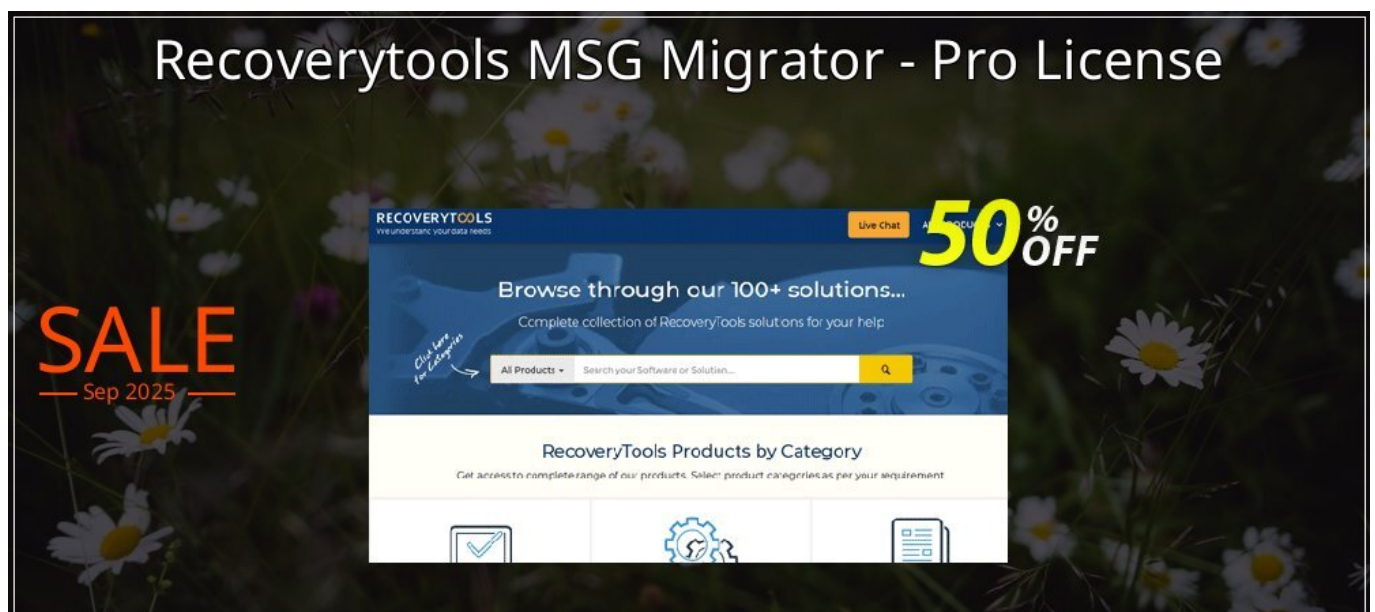 Recoverytools MSG Migrator - Pro License
RECOVERYTOOLS
We understand your data needs
Live Chat
50% OFF
Browse through our 100+ solutions...
Complete collection of RecoveryTools solutions for your help
Click here
for Categories
All Products
Search your Software or Solution...
SALE
Sep 2025
RecoveryTools Products by Category
Get access to complete range of our products. Select product categories as per your requirement